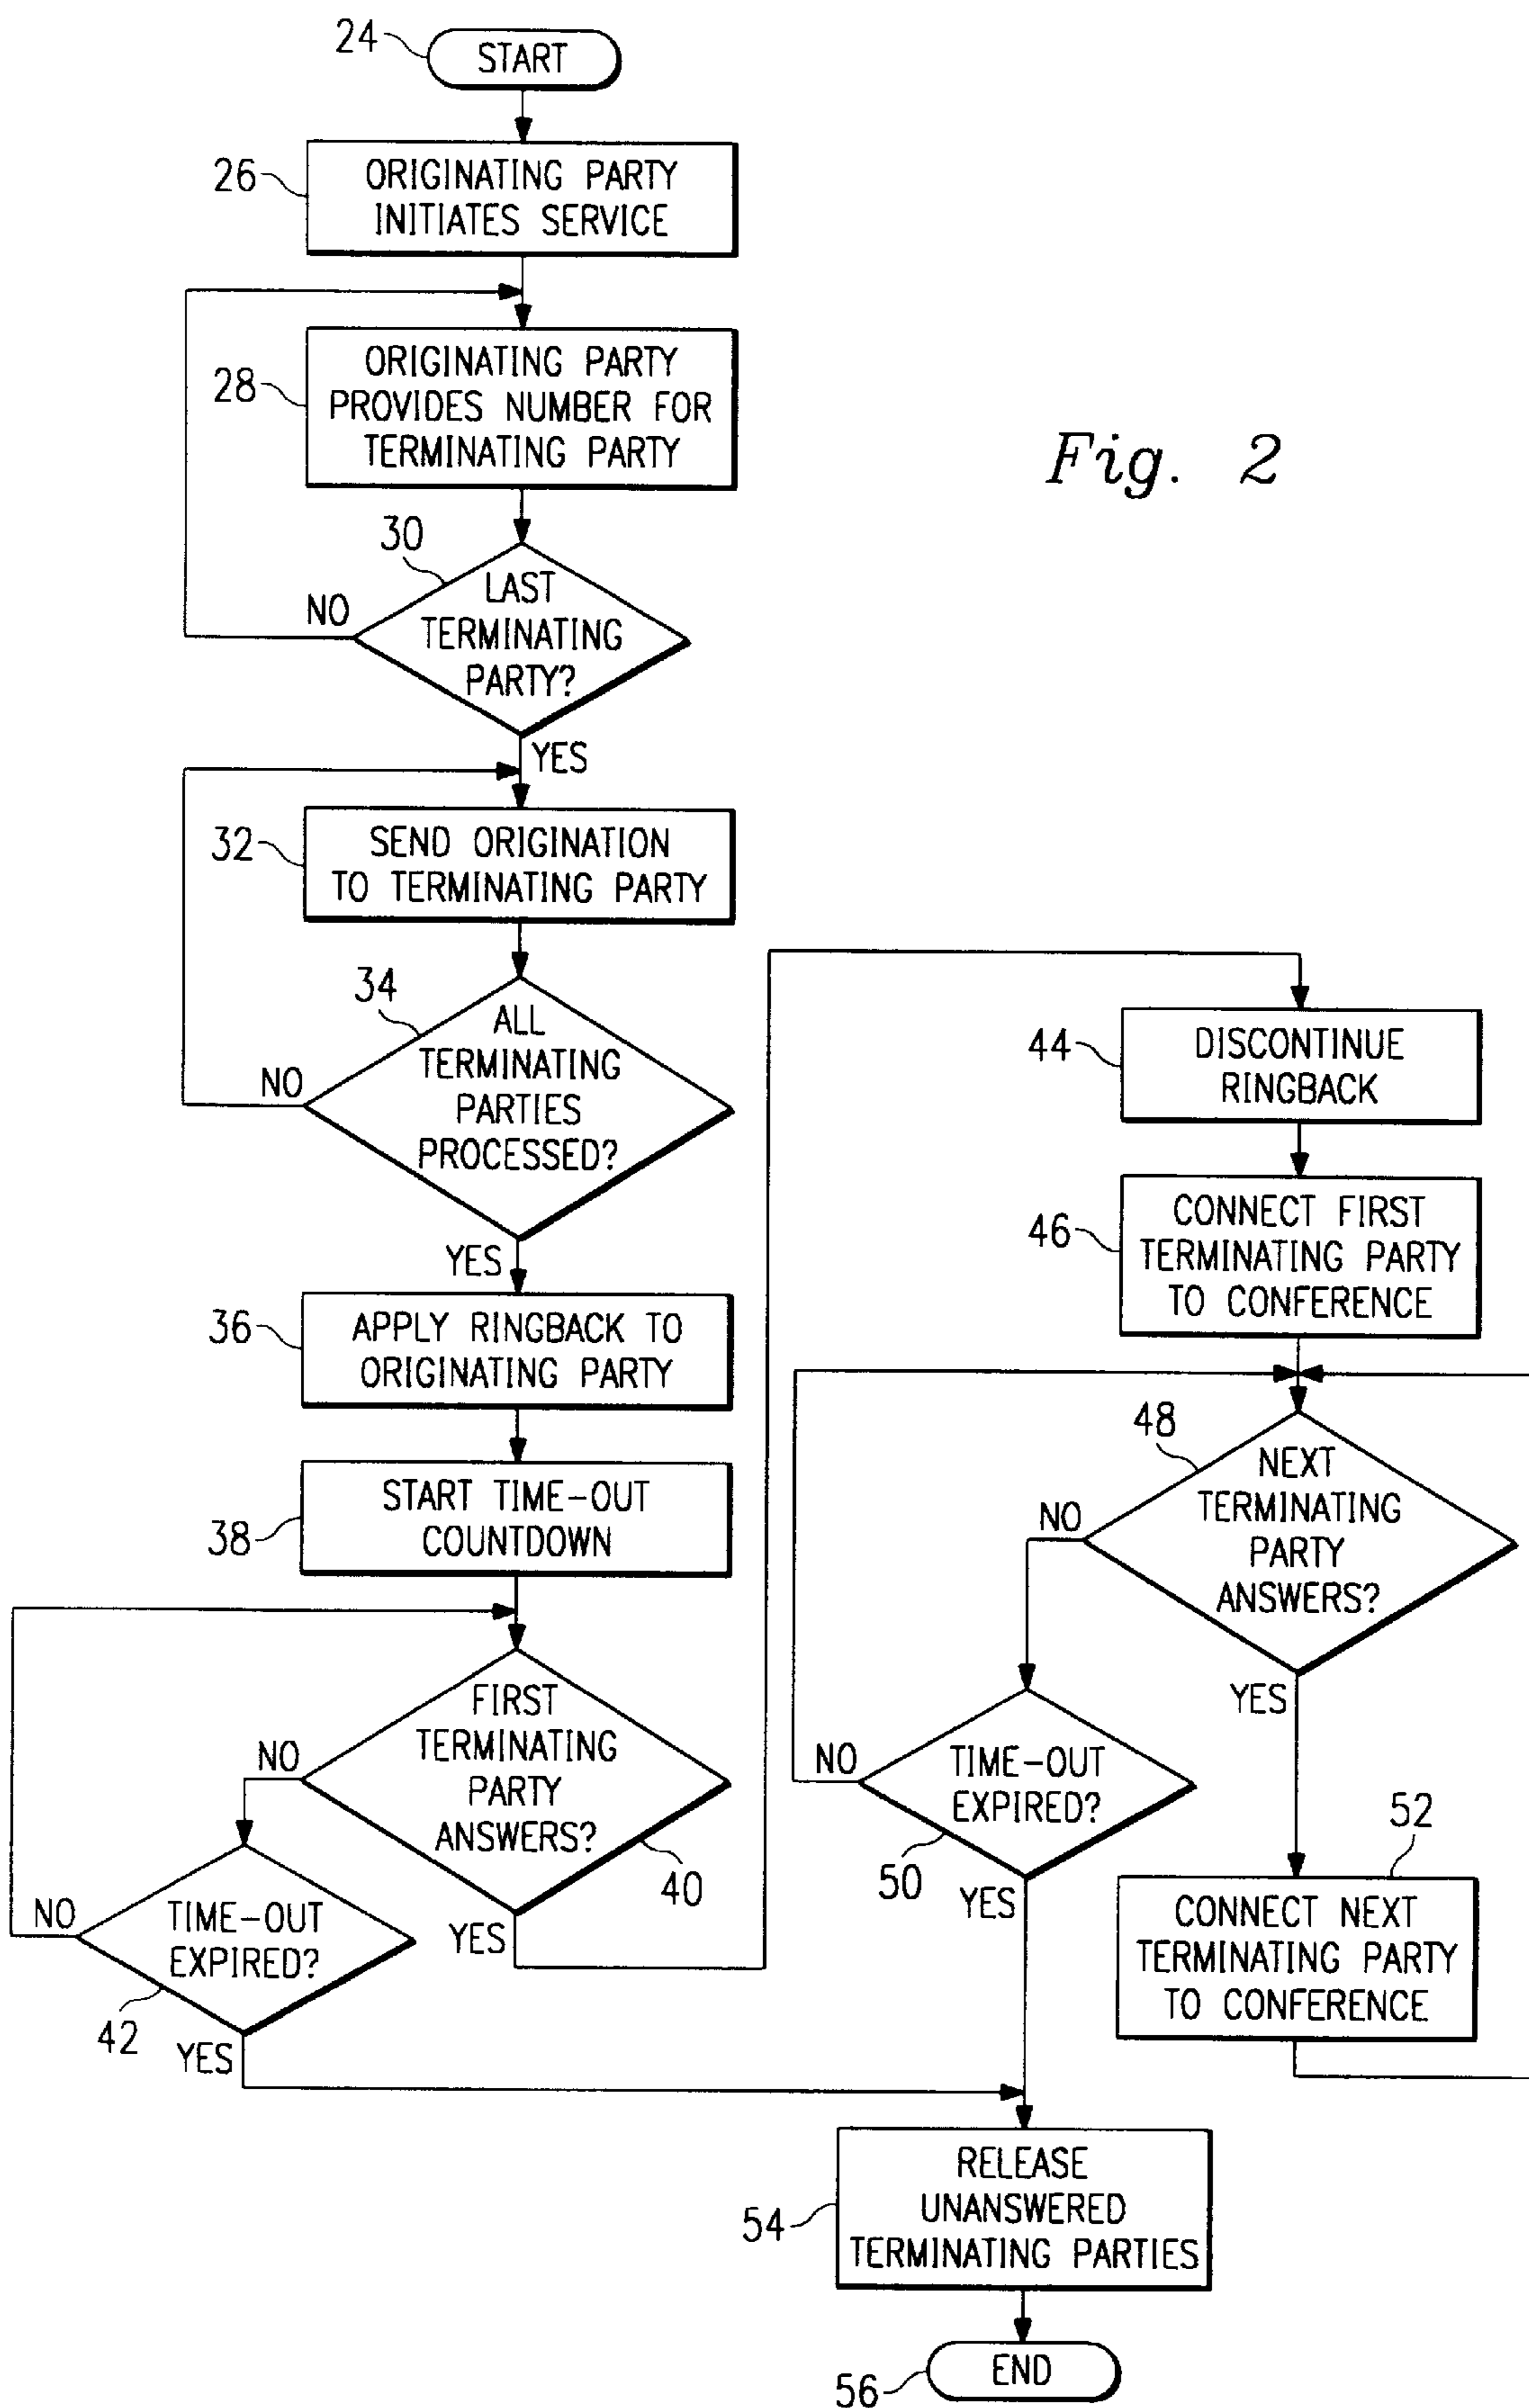 24
START
26
ORIGINATING PARTY
INITIATES SERVICE
28
ORIGINATING PARTY
PROVIDES NUMBER FOR
TERMINATING PARTY
Fig. 2
30
LAST
TERMINATING
PARTY?
NO
YES
32
SEND ORIGINATION
TO TERMINATING PARTY
34
ALL
TERMINATING
PARTIES
PROCESSED?
NO
YES
36
APPLY RINGBACK TO
ORIGINATING PARTY
38
START TIME-OUT
COUNTDOWN
FIRST
TERMINATING
PARTY
ANSWERS?
40
NO
YES
TIME-OUT
EXPIRED?
42
NO
YES
44
DISCONTINUE
RINGBACK
46
CONNECT FIRST
TERMINATING PARTY
TO CONFERENCE
48
NEXT
TERMINATING
PARTY
ANSWERS?
NO
YES
TIME-OUT
EXPIRED?
50
NO
YES
52
CONNECT NEXT
TERMINATING PARTY
TO CONFERENCE
54
RELEASE
UNANSWERED
TERMINATING PARTIES
56
END